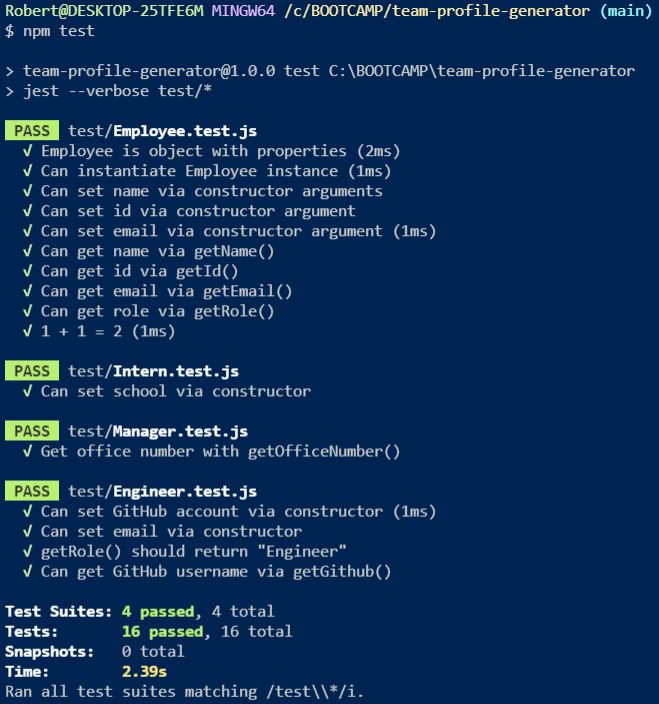 Robert@DESKTOP-25TFE6M MINGW64 /c/BOOTCAMP/team-profile-generator (main)
$ npm test
> team-profile-generator@1.0.0 test C:\BOOTCAMP\team-profile-generator
> jest --verbose test/*
PASS test/Employee.test.js
√ Employee is object with properties (2ms)
√ Can instantiate Employee instance (1ms)
√ Can set name via constructor arguments
√ Can set id via constructor argument
√ Can set email via constructor argument (1ms)
√ Can get name via getName()
√ Can get id via getId()
√ Can get email via getEmail()
√ Can get role via getRole()
√ 1 + 1 = 2 (1ms)
PASS test/Intern.test.js
√ Can set school via constructor
PASS test/Manager.test.js
√ Get office number with getOfficeNumber()
PASS test/Engineer.test.js
√ Can set GitHub account via constructor (1ms)
√ Can set email via constructor
√ getRole() should return "Engineer"
√ Can get GitHub username via getGithub()
Test Suites: 4 passed, 4 total
Tests: 16 passed, 16 total
Snapshots: 0 total
Time: 2.39s
Ran all test suites matching /test\\*/i.